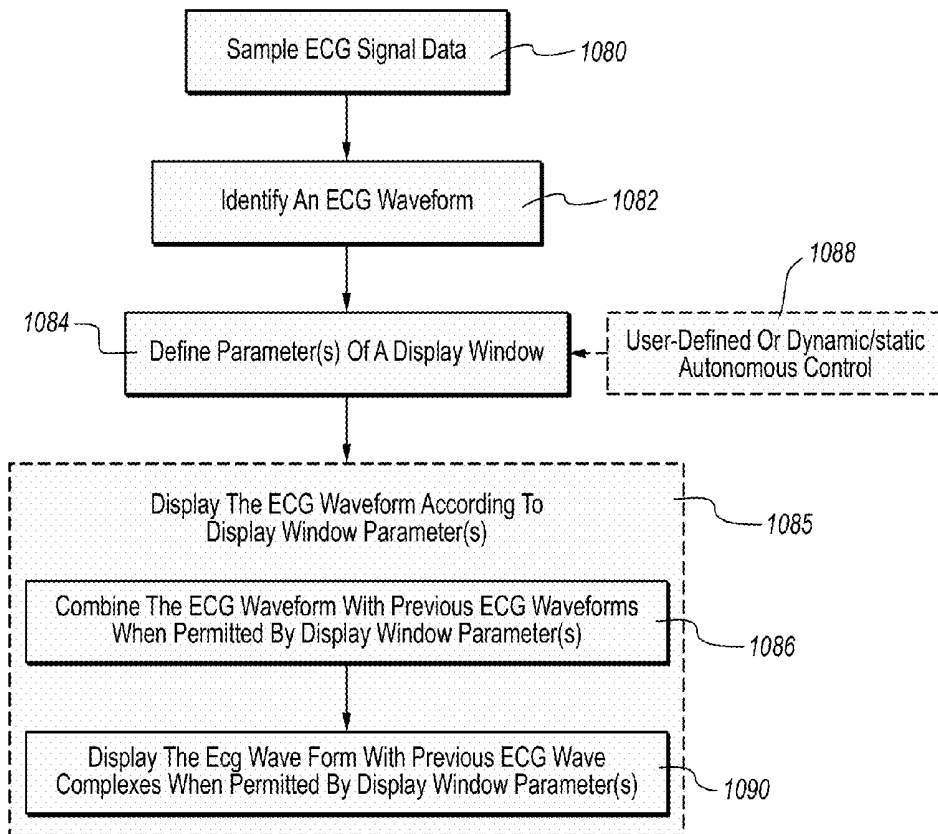 Sample ECG Signal Data
1080
Identify An ECG Waveform
1082
1088
1084
Define Parameter(s) Of A Display Window
User-Defined Or Dynamic/static
Autonomous Control
Display The ECG Waveform According To
Display Window Parameter(s)
1085
Combine The ECG Waveform With Previous ECG Waveforms
When Permitted By Display Window Parameter(s)
1086
Display The Ecg Wave Form With Previous ECG Wave
Complexes When Permitted By Display Window Parameter(s)
1090